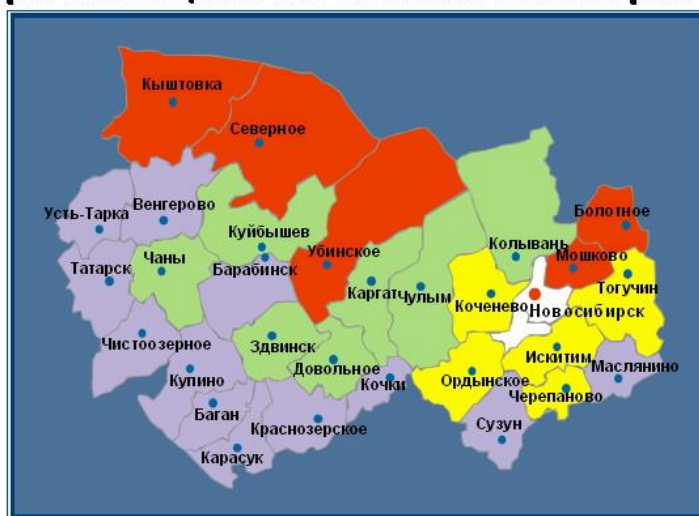 Кыштовка
Северное
Болотное
Венгерово
Усть-Тарка
Куйбышев
Колывань
Убинское
Мошково
Чаны
Татарск
Барабинск
Тогучин
Каргат
Чулым
Коченево
Новосибирск
Чистоозерное
Здвинск
Искитим
Довольное
Маслянино
Купино
Кочки
Ордынское
Черепаново
Баган
Краснозерское
Сузун
Карасук